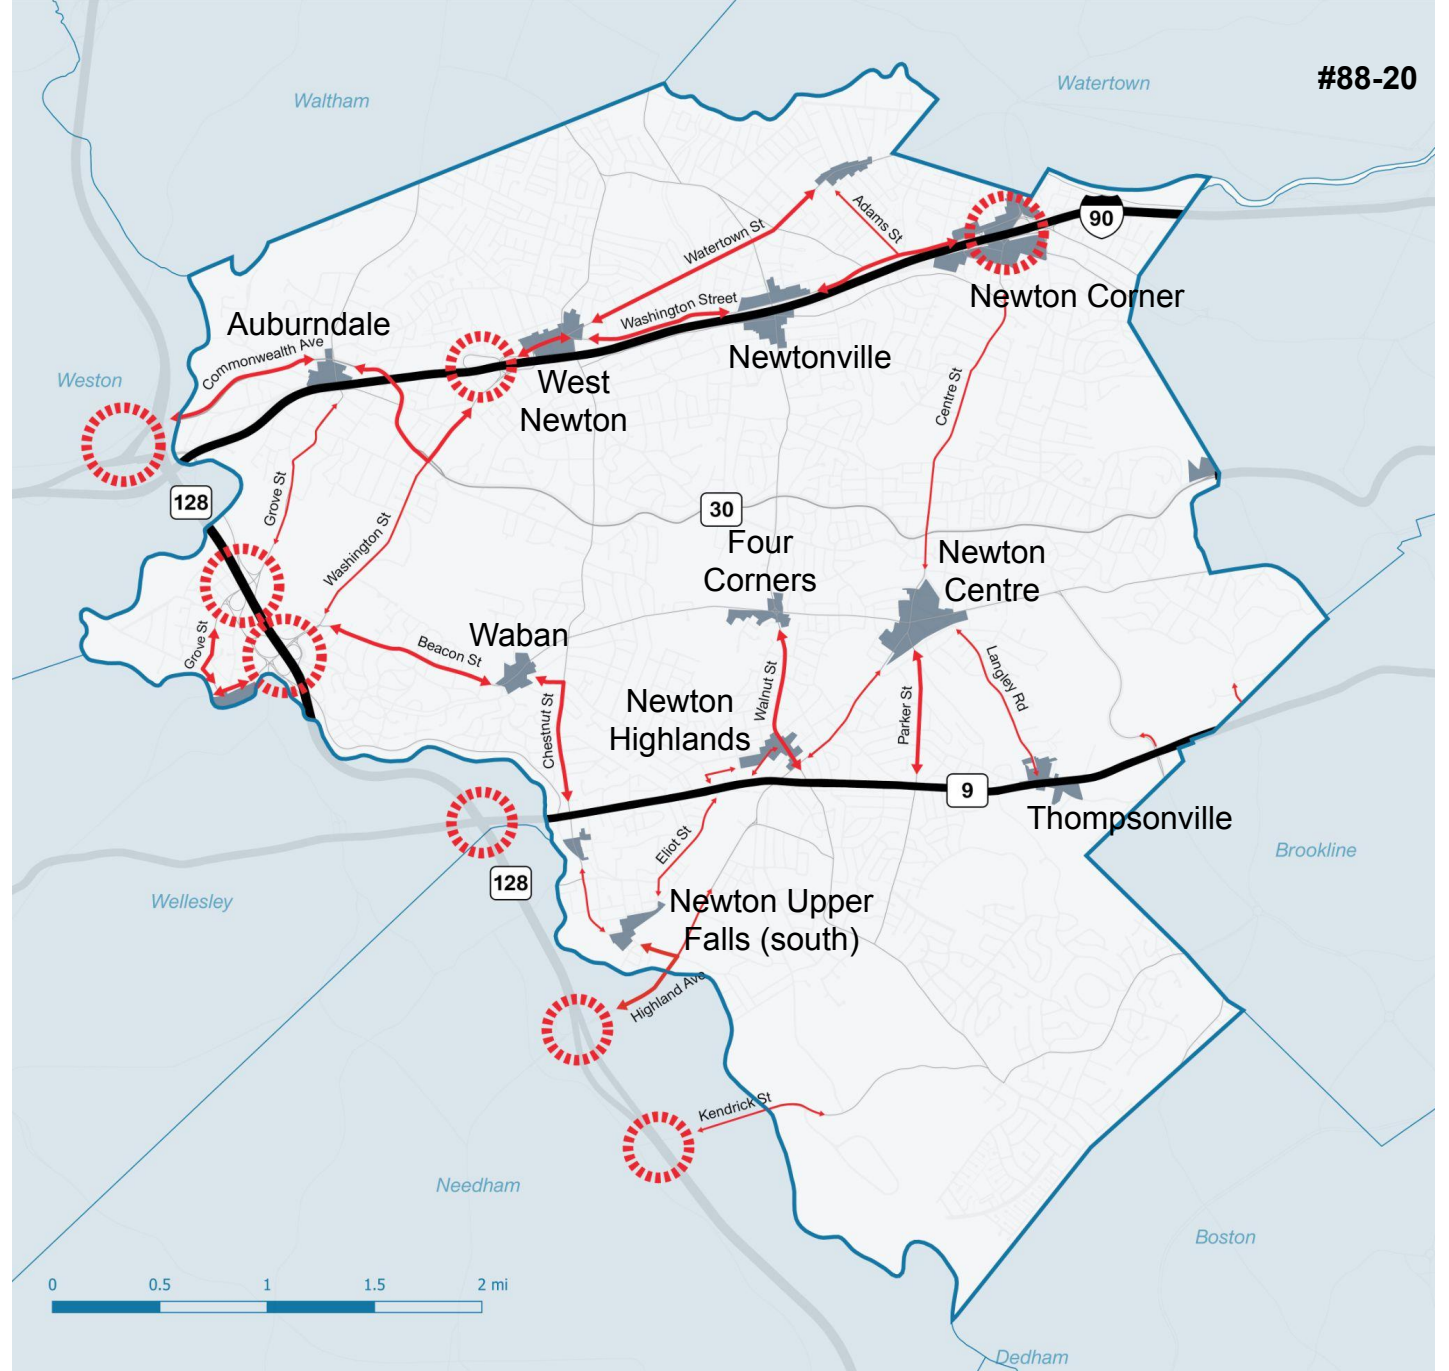 #88-20
Waltham
Watertown
90
Adams St
Watertown St
Newton Corner
Washington Street
Auburndale
Commonwealth Ave
Newtonville
Weston
West
Newton
Centre St
128
30
Grove St
Washington St
Four
Corners
Newton
Centre
Waban
Grove St
Beacon St
Langley Rd
Walnut St
Newton
Highlands
Parker St
Chestnut St
9
Thompsonville
Eliot St
Brookline
128
Wellesley
Newton Upper
Falls (south)
Highland Ave
Kendrick St
Needham
Boston
0 0.5 1 1.5 2 mi
Dedham